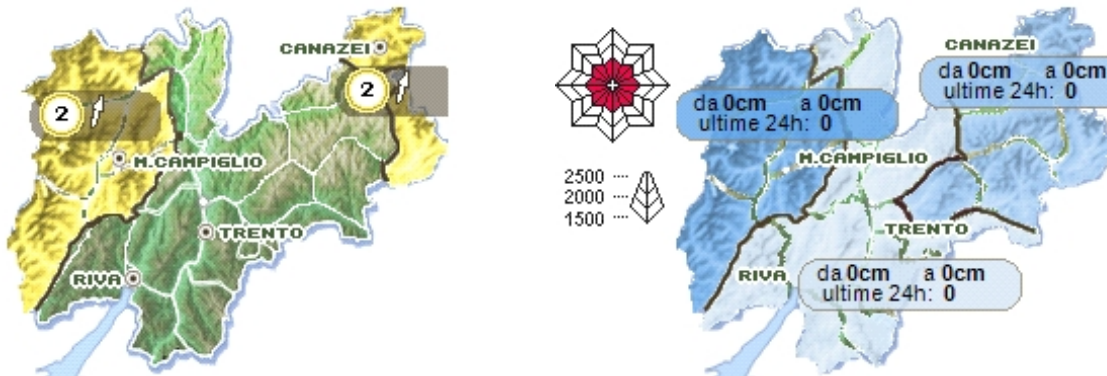 CANAZEI
2
2
M.CAMPIGLIO
TRENTO
RIVA
CANAZEI
da 0cm a 0cm
ultime 24h: 0
da 0cm a 0cm
ultime 24h: 0
M.CAMPIGLIO
2500
2000
1500
TRENTO
RIVA
da 0cm a 0cm
ultime 24h: 0